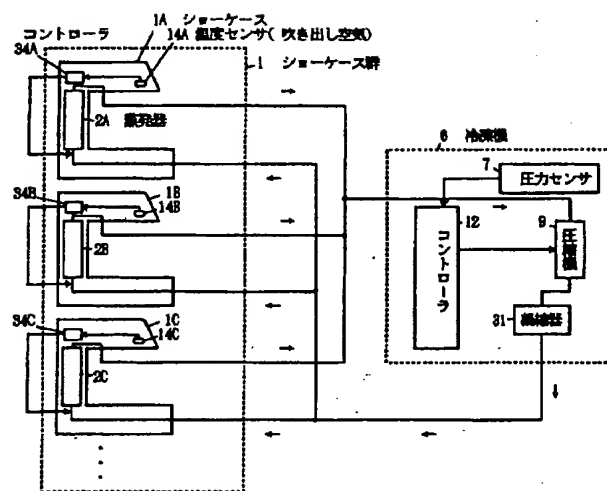 1A ショーケース
コントローラ
14A 温度センサ( 吹き出し空気)
34A
1 ショーケース群
2A 蒸発器
6 冷凍機
7
圧力センサ
34B
1B
14B
12
9
コントローラ
圧縮機
2B
31
凝縮器
34C
1C
14C
2C